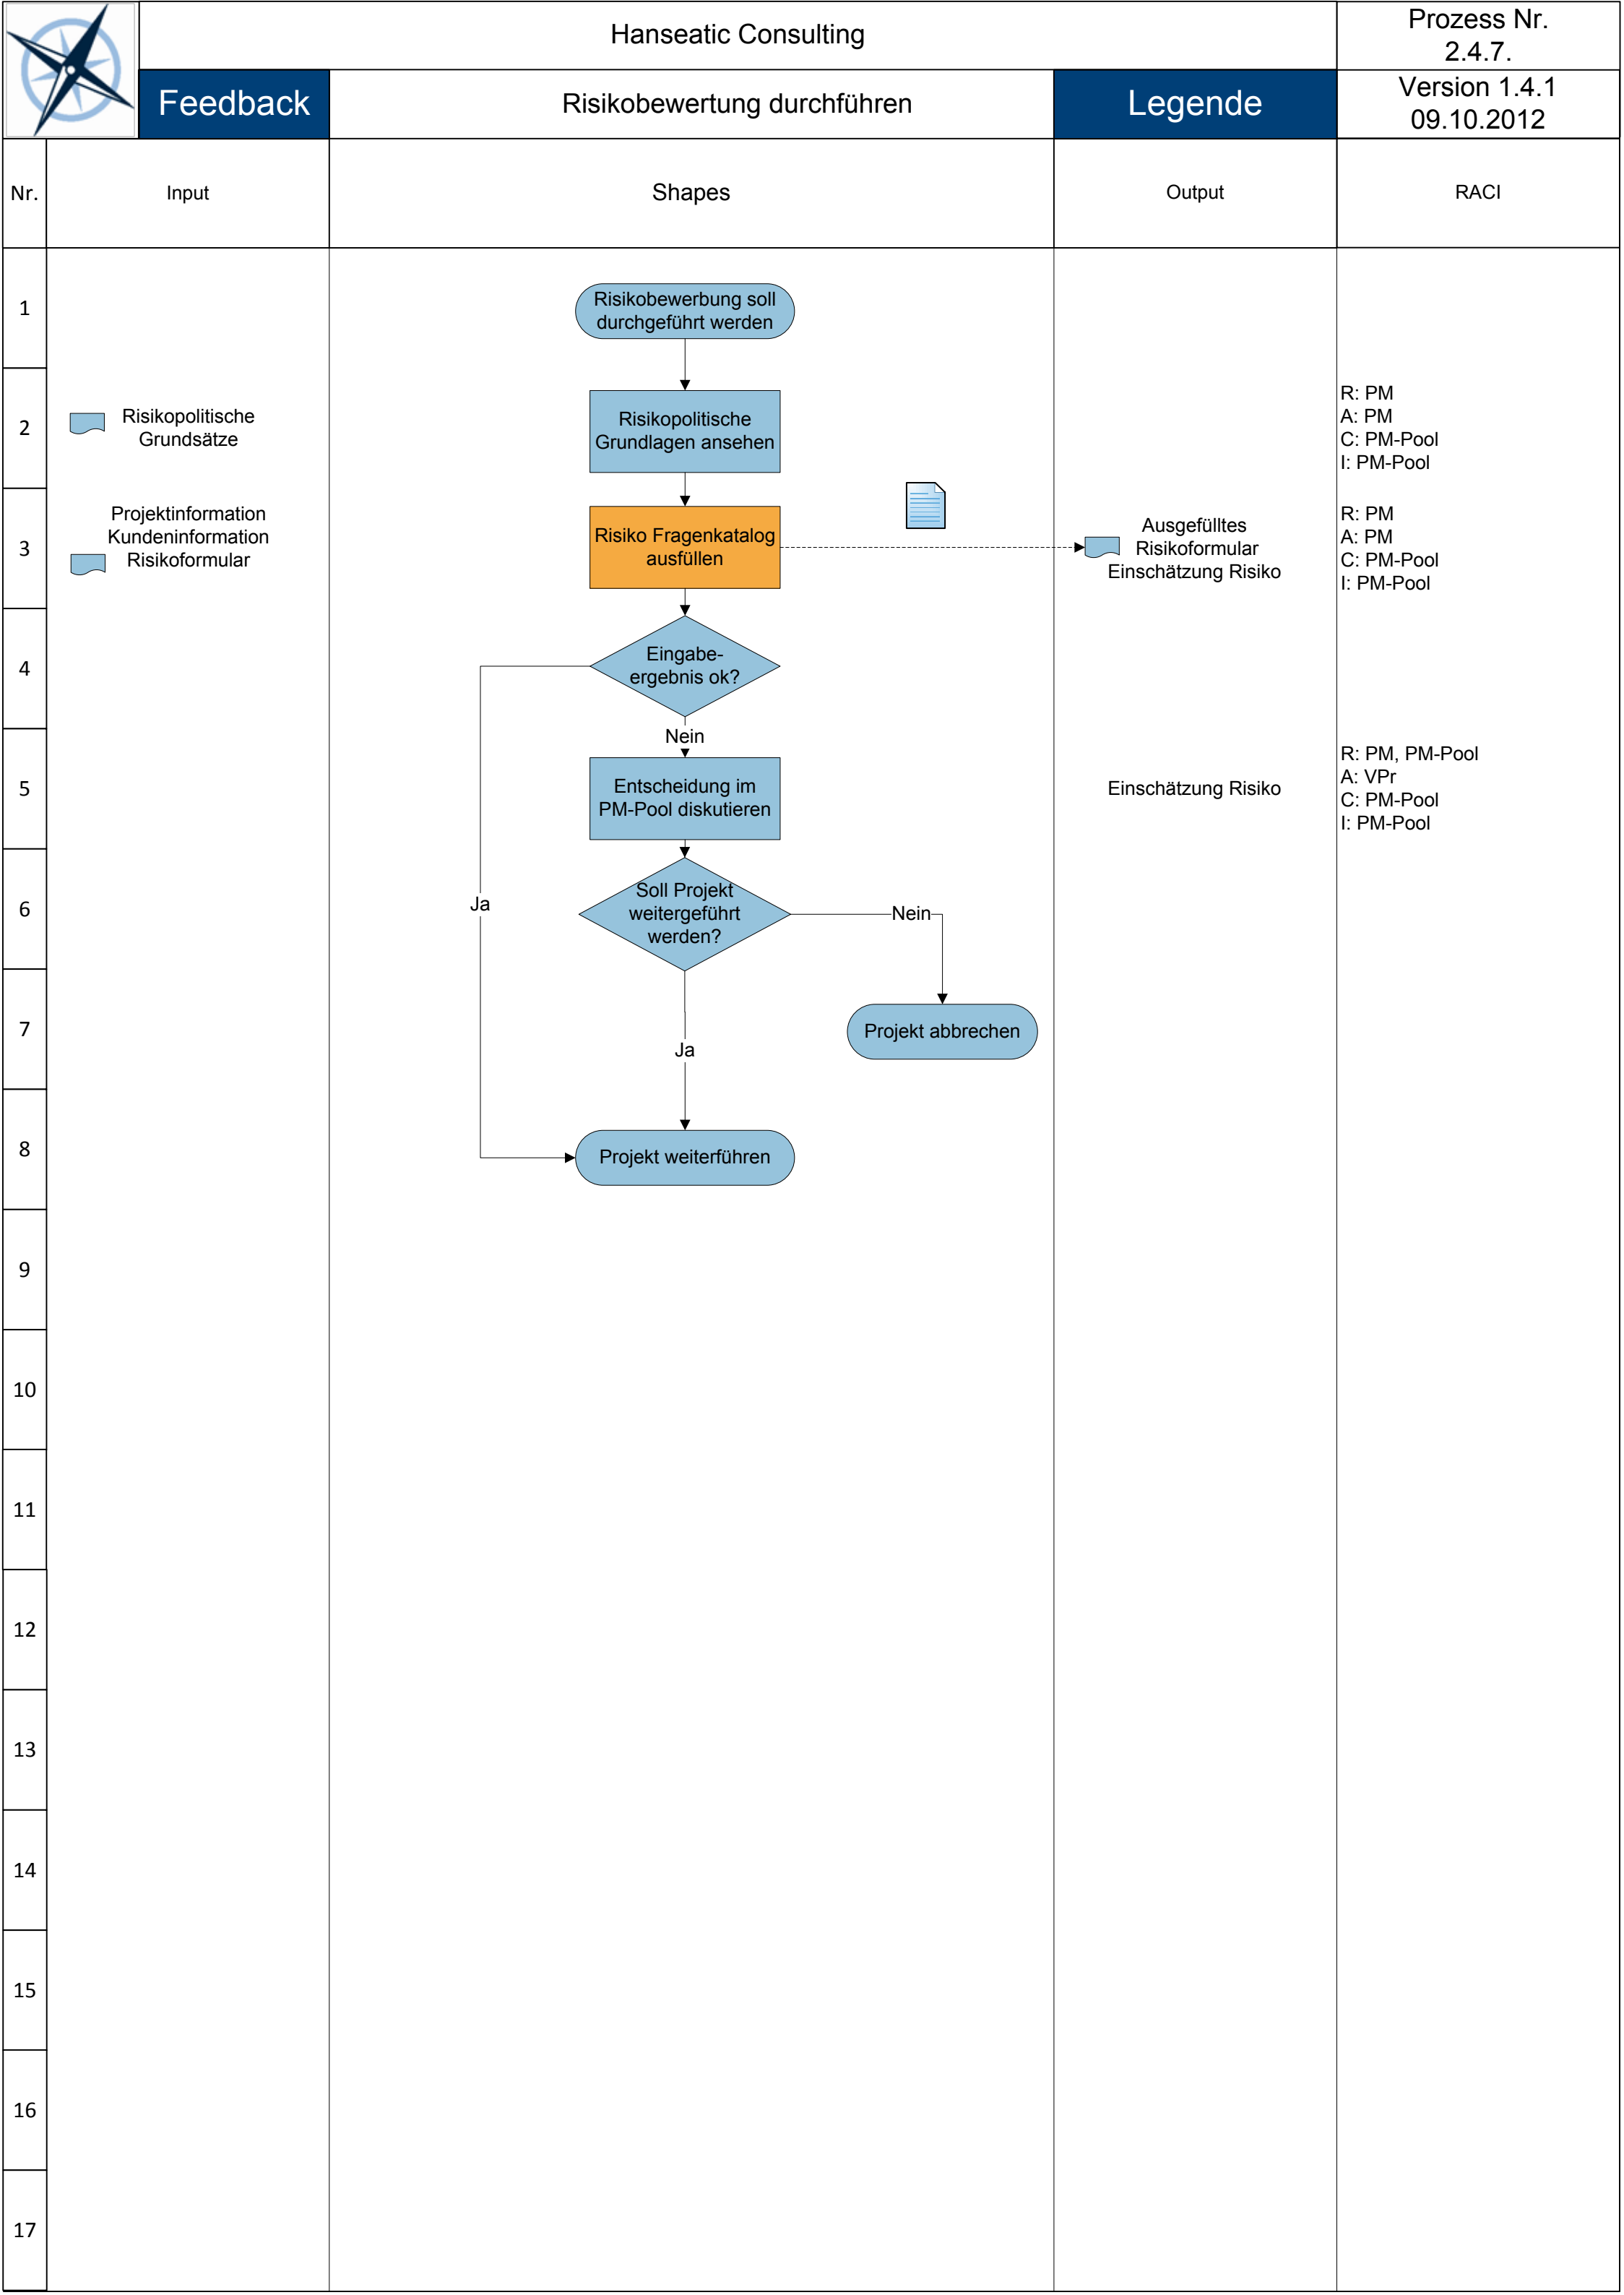 Hanseatic Consulting
Prozess Nr.
2.4.7.
Feedback
Risikobewertung durchführen
Legende
Version 1.4.1
09.10.2012
Nr.
Input
Shapes
Output
RACI
1
Risikobewerbung soll
durchgeführt werden
2
Risikopolitische
Grundsätze
Risikopolitische
Grundlagen ansehen
R: PM
A: PM
C: PM-Pool
I: PM-Pool
3
Projektinformation
Kundeninformation
Risikoformular
Risiko Fragenkatalog
ausfüllen
Ausgefülltes
Risikoformular
Einschätzung Risiko
R: PM
A: PM
C: PM-Pool
I: PM-Pool
4
Eingabe-
ergebnis ok?
Nein
5
Entscheidung im
PM-Pool diskutieren
Einschätzung Risiko
R: PM, PM-Pool
A: VPr
C: PM-Pool
I: PM-Pool
6
Ja
Soll Projekt
weitergeführt
werden?
Nein
7
Projekt abbrechen
Ja
8
Projekt weiterführen
9
10
11
12
13
14
15
16
17